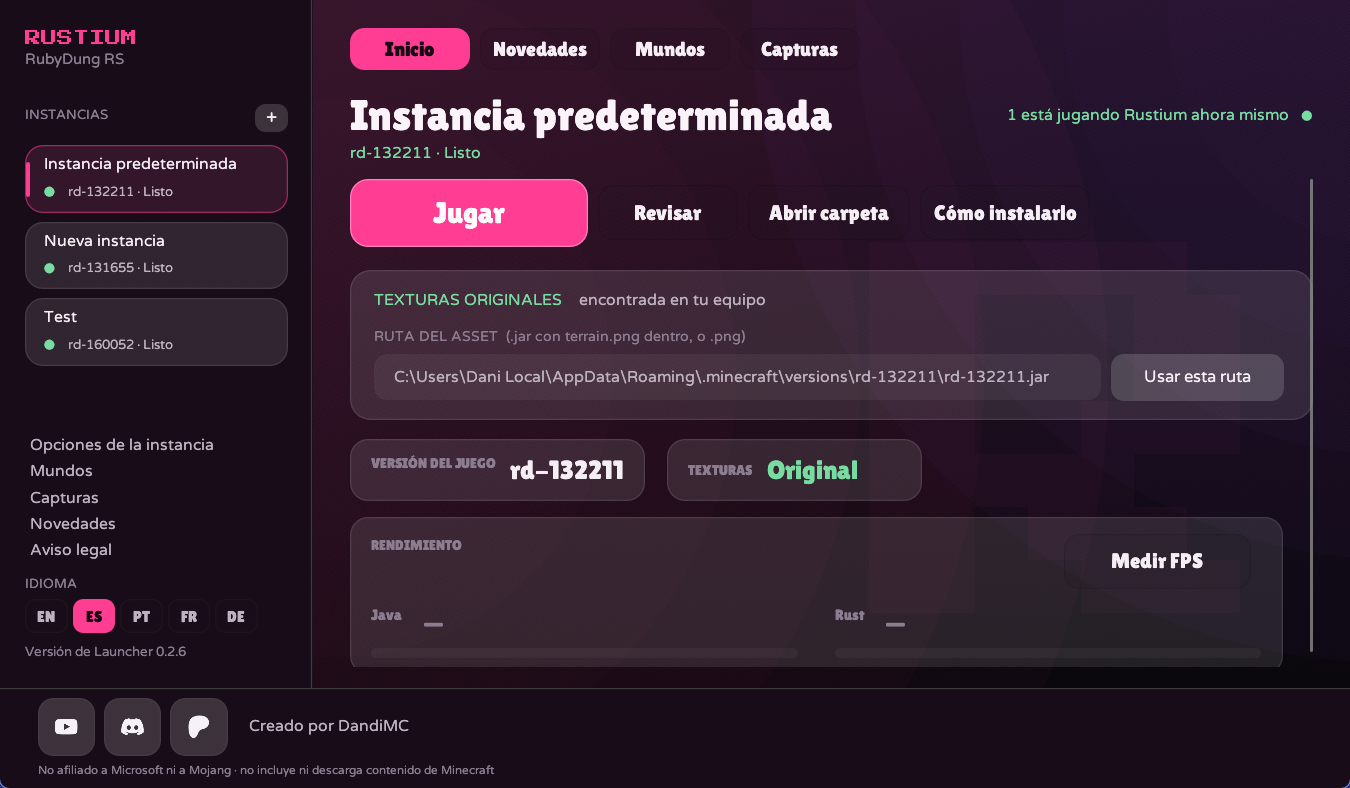 RUSTIUM
RubyDung RS
INSTANCIAS
+
Instancia predeterminada
rd-132211 · Listo
Nueva instancia
rd-131655 · Listo
Test
rd-160052 · Listo
Opciones de la instancia
Mundos
Capturas
Novedades
Aviso legal
IDIOMA
EN ES PT FR DE
Versión de Launcher 0.2.6
Inicio Novedades Mundos Capturas
Instancia predeterminada
1 está jugando Rustium ahora mismo
rd-132211 · Listo
Jugar Revisar Abrir carpeta Cómo instalarlo
TEXTURAS ORIGINALES encontrada en tu equipo
RUTA DEL ASSET (.jar con terrain.png dentro, o .png)
C:\Users\Dani Local\AppData\Roaming\.minecraft\versions\rd-132211\rd-132211.jar Usar esta ruta
VERSIÓN DEL JUEGO rd-132211 TEXTURAS Original
RENDIMIENTO
Medir FPS
Java — Rust —
Creado por DandiMC
No afiliado a Microsoft ni a Mojang · no incluye ni descarga contenido de Minecraft